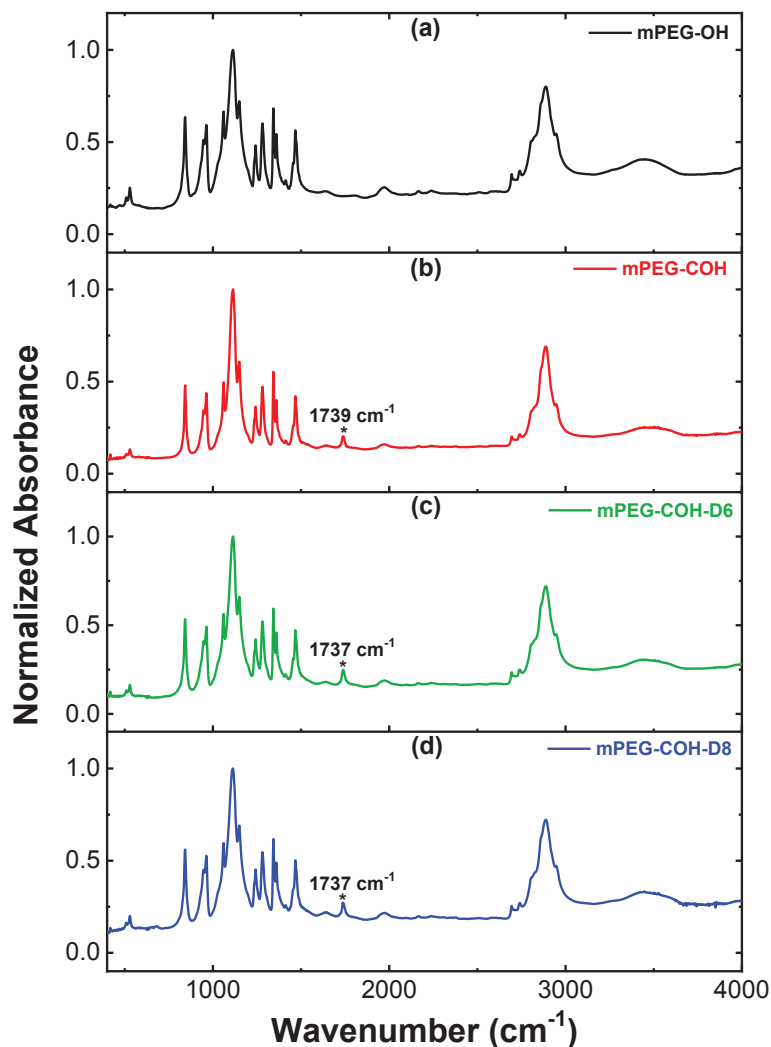 (a)
mPEG-OH
1.0
0.5
0.0
(b)
mPEG-COH
1.0
0.5
0.0
1739 cm⁻¹
*
(c)
mPEG-COH-D6
1.0
0.5
0.0
1737 cm⁻¹
*
(d)
mPEG-COH-D8
1.0
0.5
0.0
1737 cm⁻¹
*
1000 2000 3000 4000
Wavenumber (cm⁻¹)
Normalized Absorbance